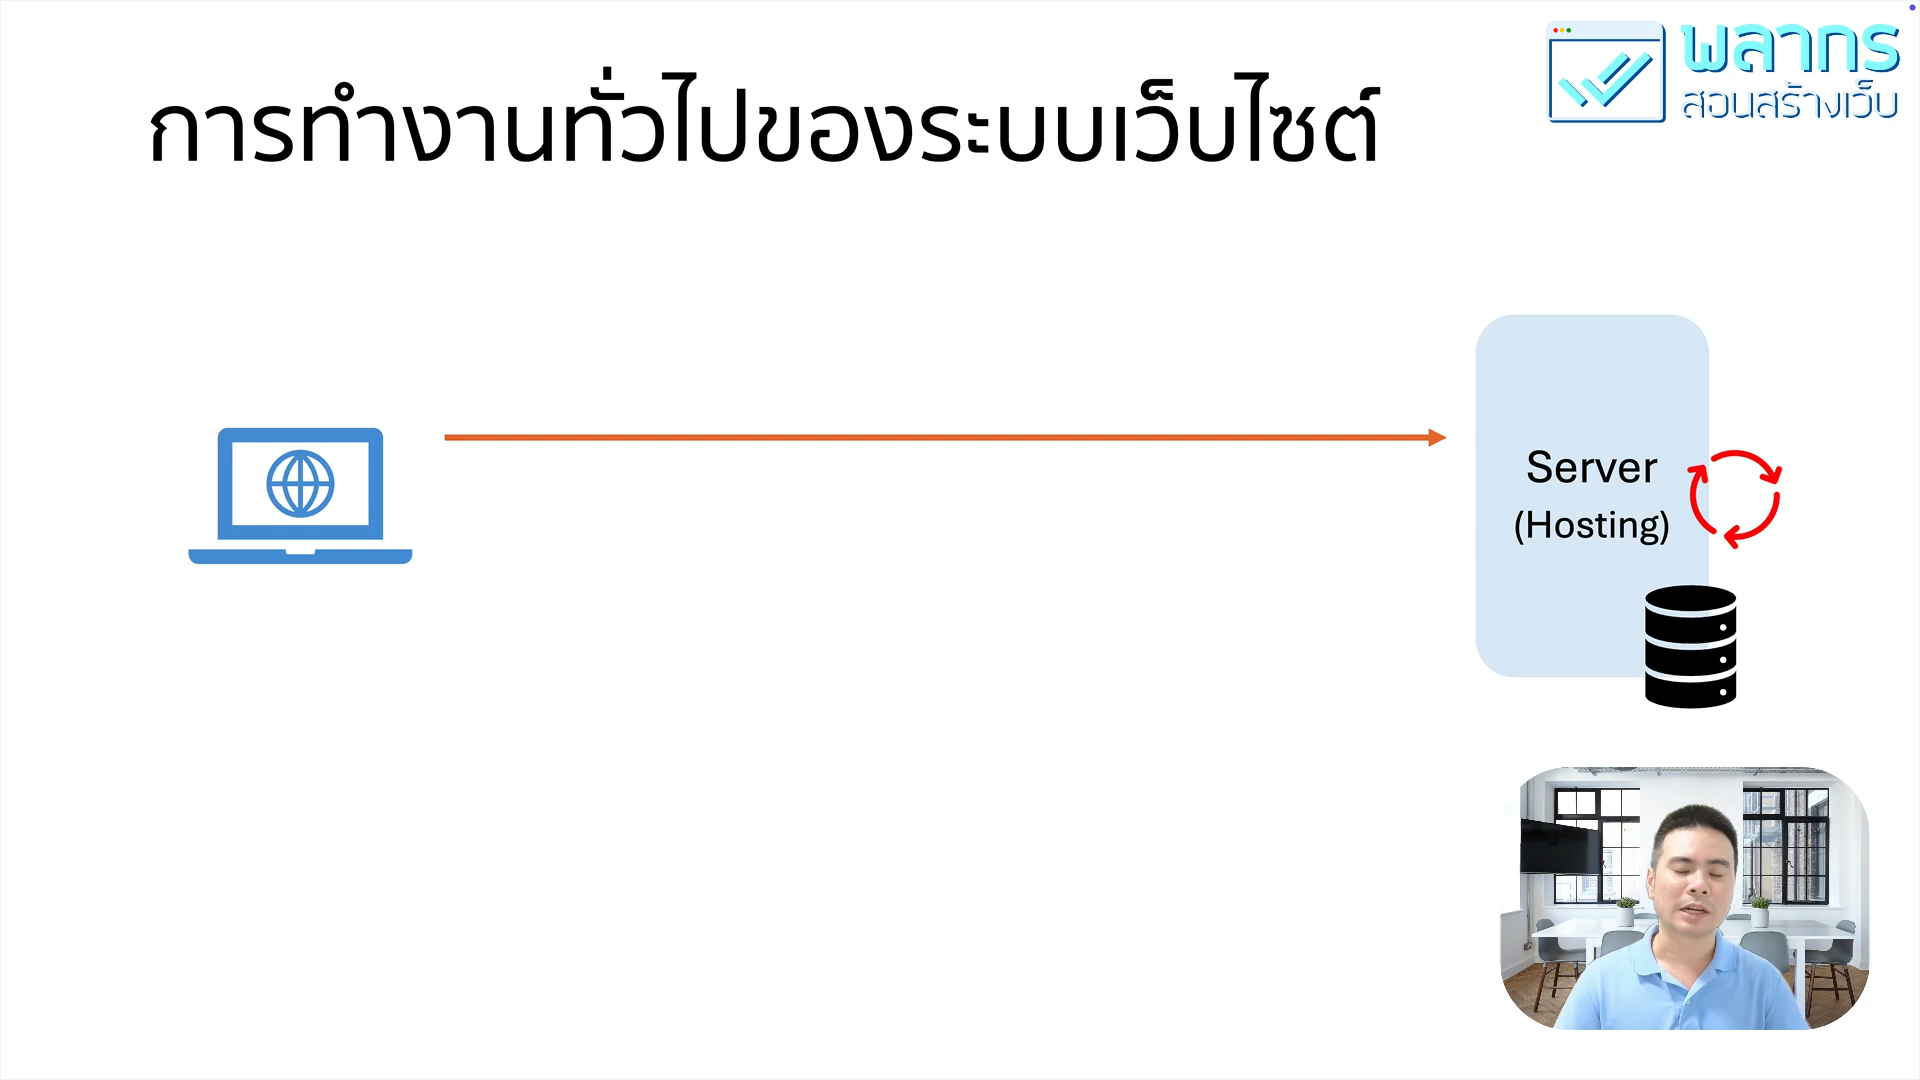 การทำงานทั่วไปของระบบเว็บไซต์
พลากร
สอนสร้างเว็บ
Server
(Hosting)